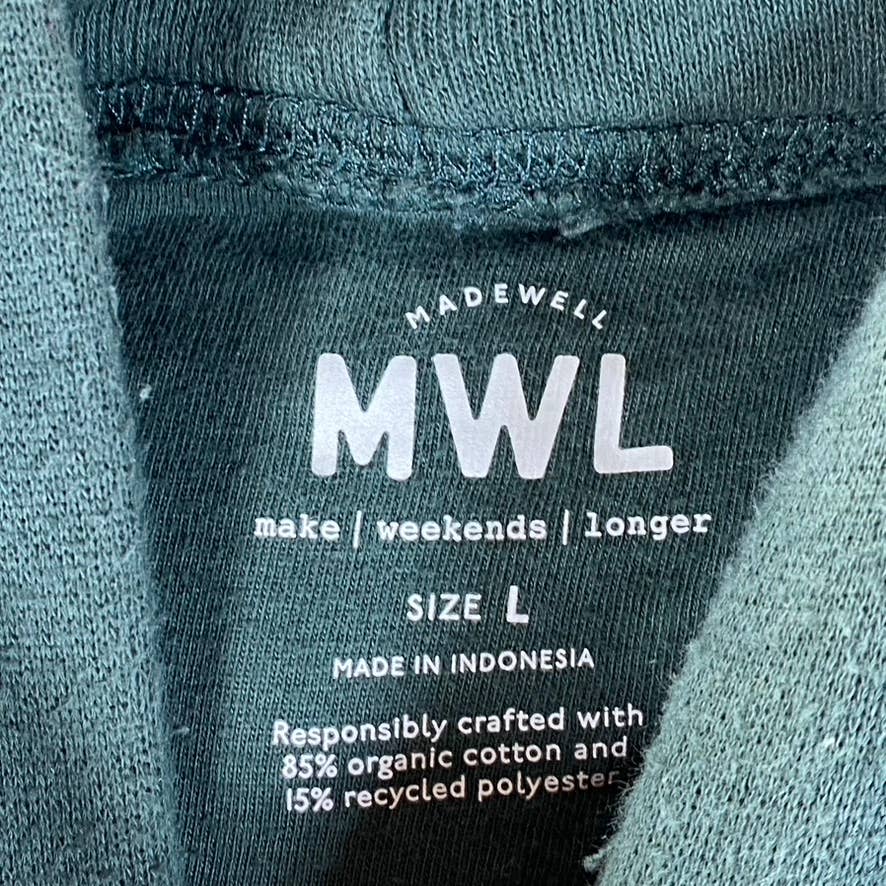 MADEWELL
MWL
make | weekends | longer
SIZE L
MADE IN INDONESIA
Responsibly crafted with
85% organic cotton and
15% recycled polyester